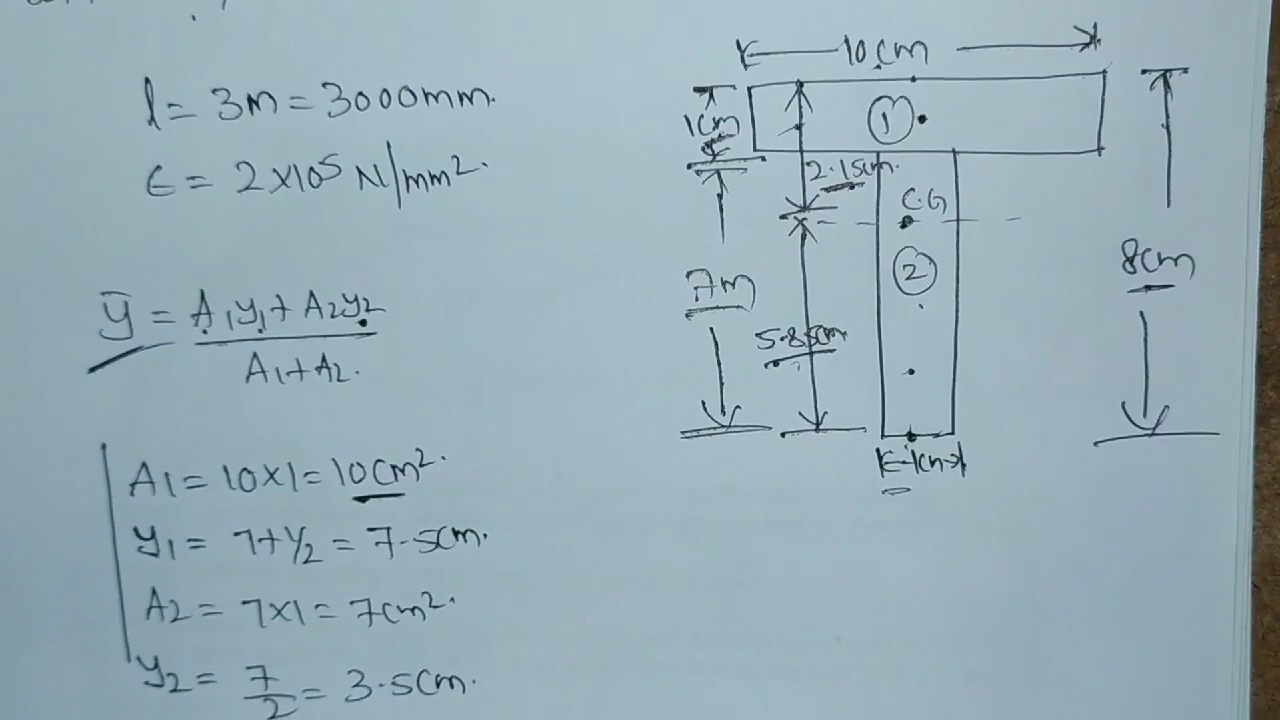 l = 3m = 3000mm.
E = 2×10⁵ N/mm².
ȳ = A₁y₁ + A₂y₂
A₁+A₂.
A₁ = 10×1 = 10cm².
y₁ = 7+1/2 = 7.5cm.
A₂ = 7×1 = 7cm².
y₂ = 7/2 = 3.5cm.
10cm
1cm
①
2.15cm.
C.G
②
7m
5.85cm
8cm
1cm